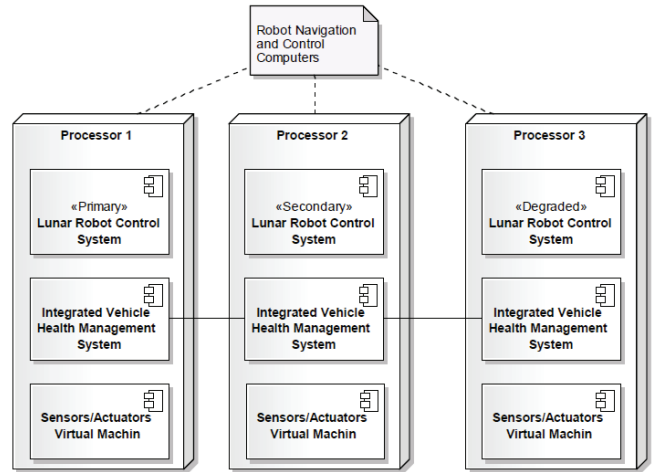 Robot Navigation
and Control
Computers
Processor 1
«Primary»
Lunar Robot Control
System
Integrated Vehicle
Health Management
System
Sensors/Actuators
Virtual Machin
Processor 2
«Secondary»
Lunar Robot Control
System
Integrated Vehicle
Health Management
System
Sensors/Actuators
Virtual Machin
Processor 3
«Degraded»
Lunar Robot Control
System
Integrated Vehicle
Health Management
System
Sensors/Actuators
Virtual Machin